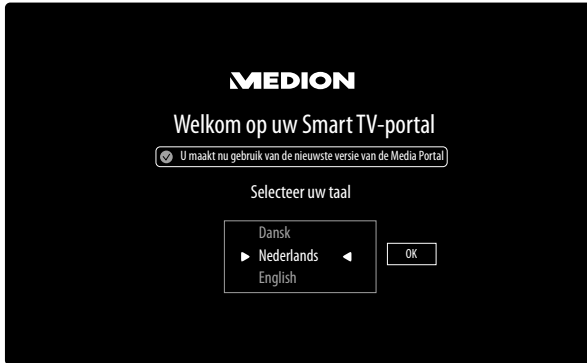 MEDION
Welkom op uw Smart TV-portal
U maakt nu gebruik van de nieuwste versie van de Media Portal
Selecteer uw taal
Dansk
Nederlands
OK
English